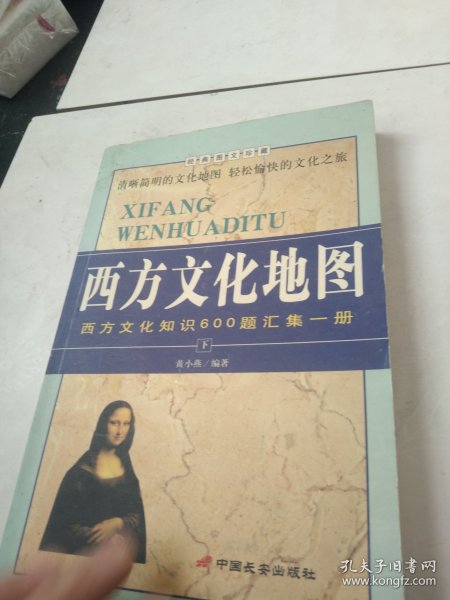 经典图文珍藏
清晰简明的文化地图 轻松愉快的文化之旅
XIFANG
WENHUADITU
西方文化地图
西方文化知识600题汇集一册
下
黄小燕/编著
中国长安出版社
孔夫子旧书网
www.kongfz.com